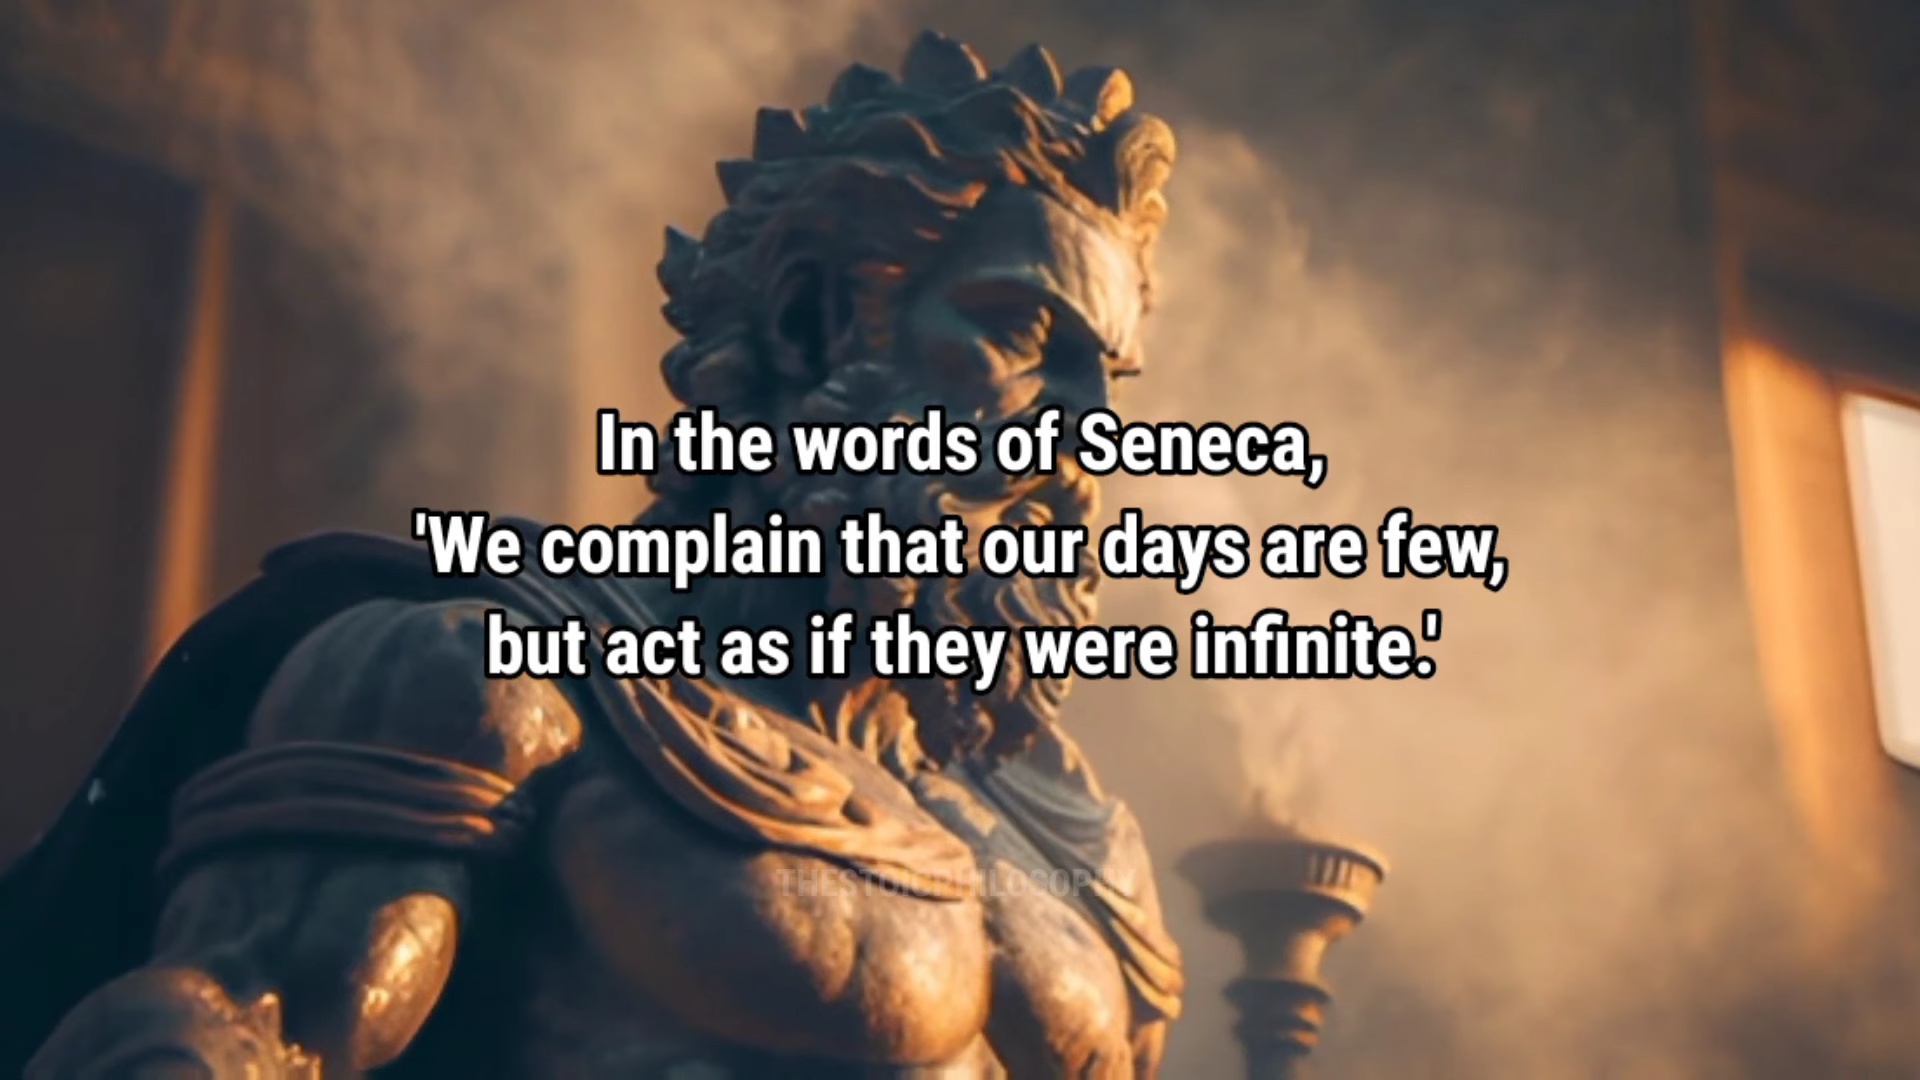 In the words of Seneca,
'We complain that our days are few,
but act as if they were infinite.'
THESTOICPHILOSOPHY